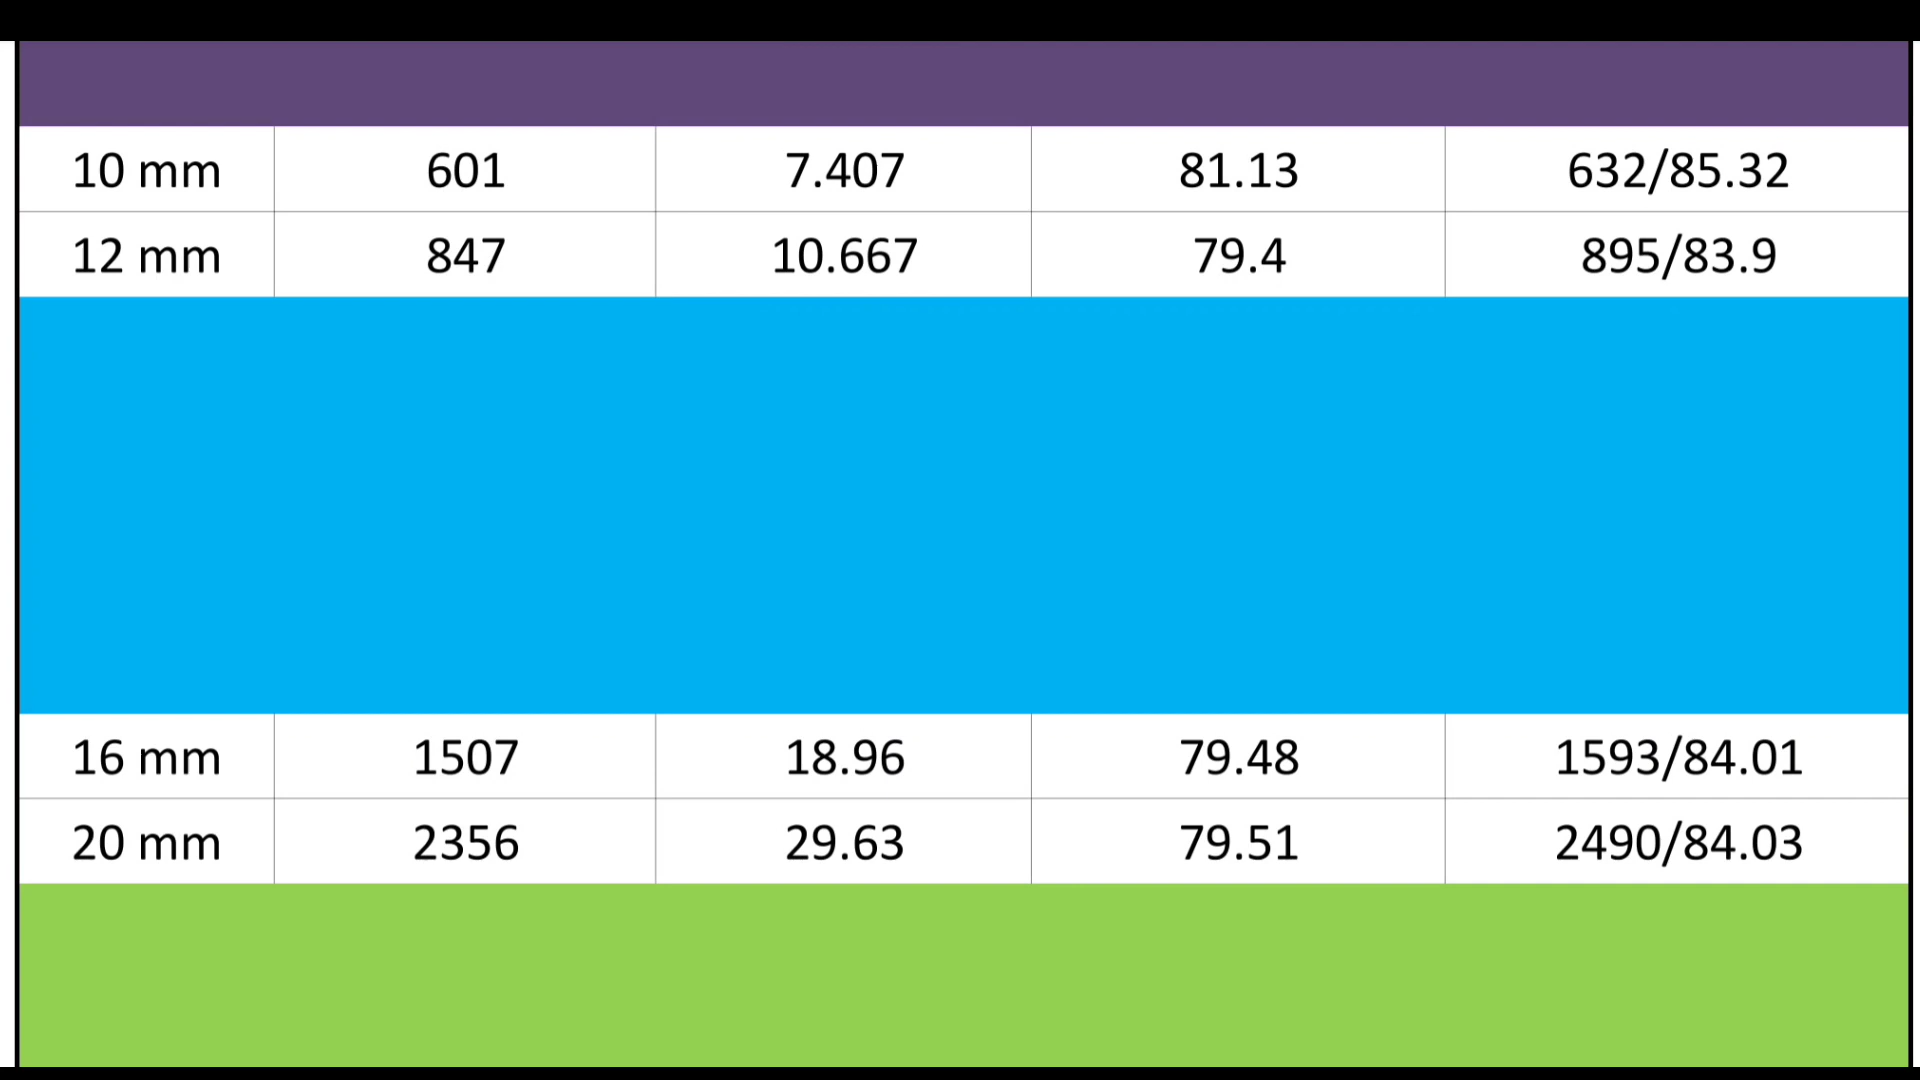 10 mm 601 7.407 81.13 632/85.32
12 mm 847 10.667 79.4 895/83.9
16 mm 1507 18.96 79.48 1593/84.01
20 mm 2356 29.63 79.51 2490/84.03